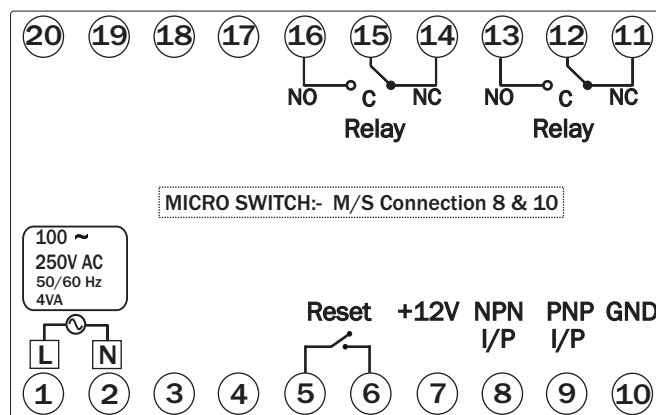 20 19 18 17 16 15 14 13 12 11
NO C NC NO C NC
Relay Relay
MICRO SWITCH:- M/S Connection 8 & 10
100 ~
250V AC
50/60 Hz
4VA
Reset +12V NPN PNP GND
I/P I/P
L N
1 2 3 4 5 6 7 8 9 10